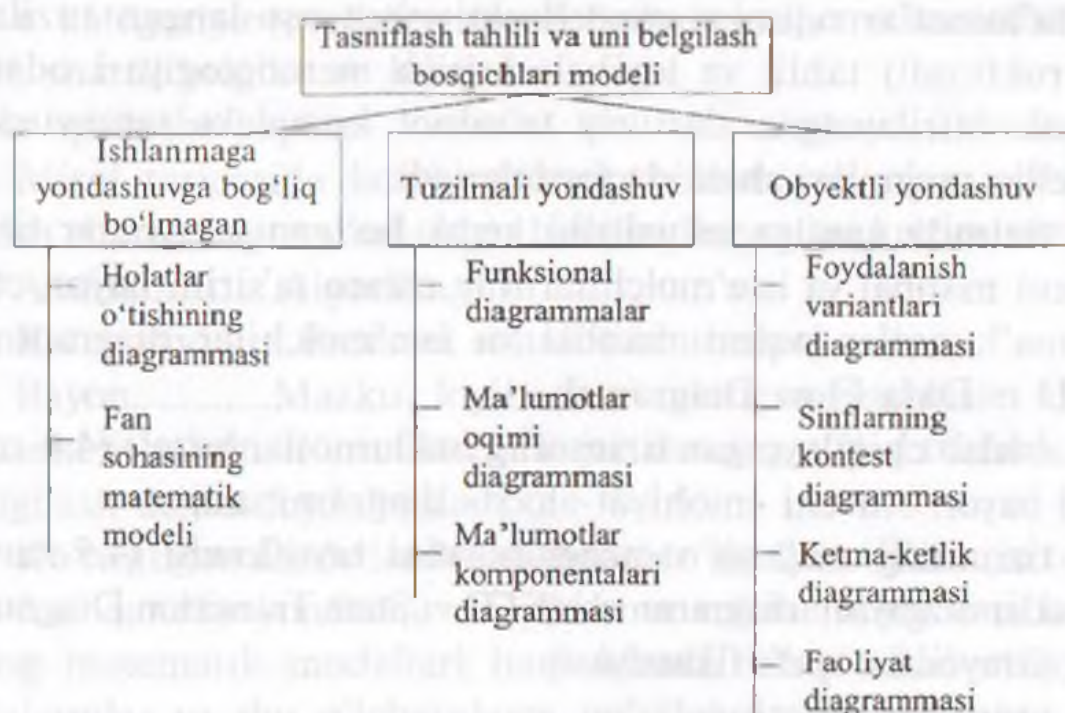 Tasniflash tahlili va uni belgilash
bosqichlari modeli
Ishlanmaga
yondashuvga bog‘liq
bo‘lmagan
Tuzilmali yondashuv
Obyektli yondashuv
Holatlar
o‘tishining
diagrammasi
Fan
sohasining
matematik
modeli
Funksional
diagrammalar
Ma’lumotlar
oqimi
diagrammasi
Ma’lumotlar
komponentalari
diagrammasi
Foydalanish
variantlari
diagrammasi
Sinflarning
kontest
diagrammasi
Ketma-ketlik
diagrammasi
Faoliyat
diagrammasi